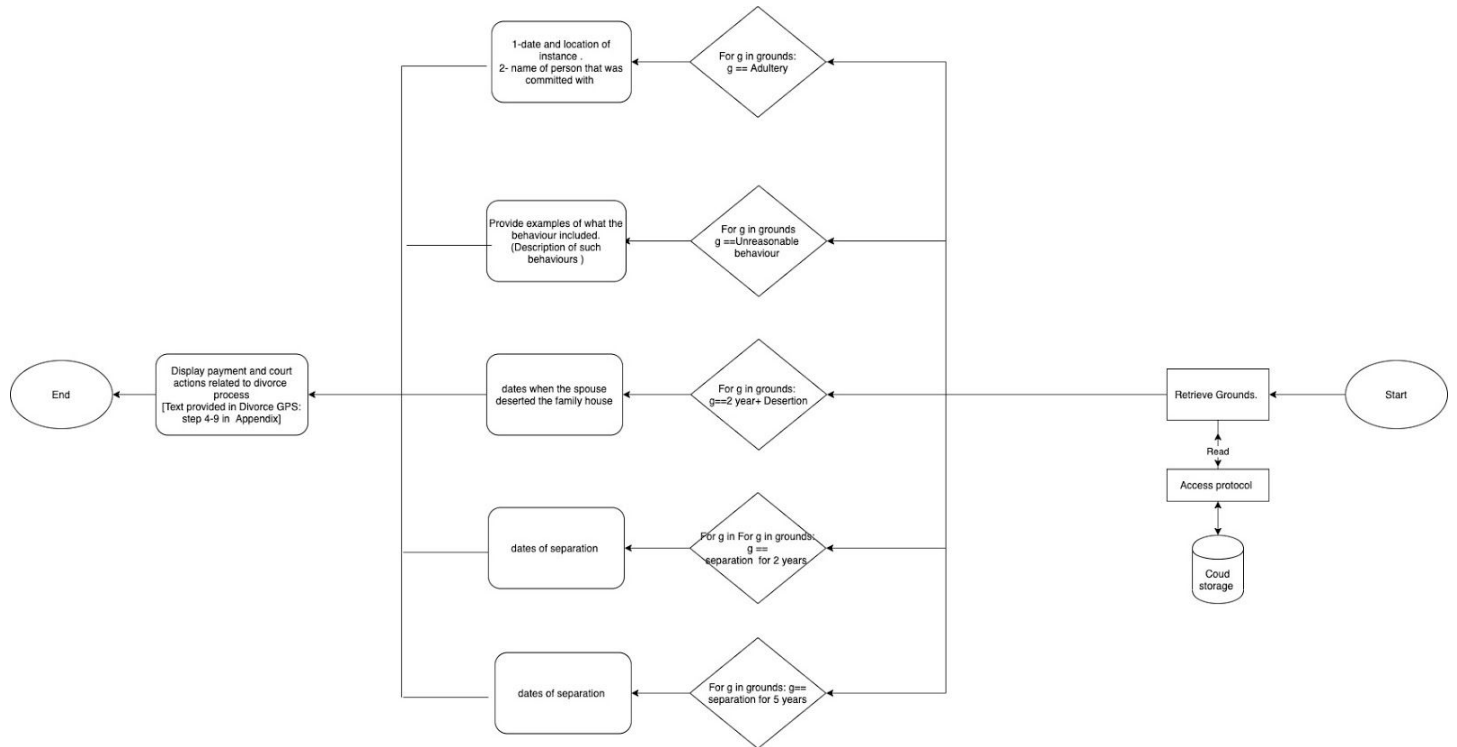 1-date and location of
instance .
2- name of person that was
committed with
For g in grounds:
g == Adultery
Provide examples of what the
behaviour included.
(Description of such
behaviours )
For g in grounds
g ==Unreasonable
behaviour
End
Display payment and court
actions related to divorce
process
[Text provided in Divorce GPS:
step 4-9 in Appendix]
dates when the spouse
deserted the family house
For g in grounds:
g==2 year+ Desertion
Retrieve Grounds.
Start
Read
Access protocol
Coud
storage
dates of separation
For g in For g in grounds:
g ==
separation for 2 years
dates of separation
For g in grounds: g==
separation for 5 years